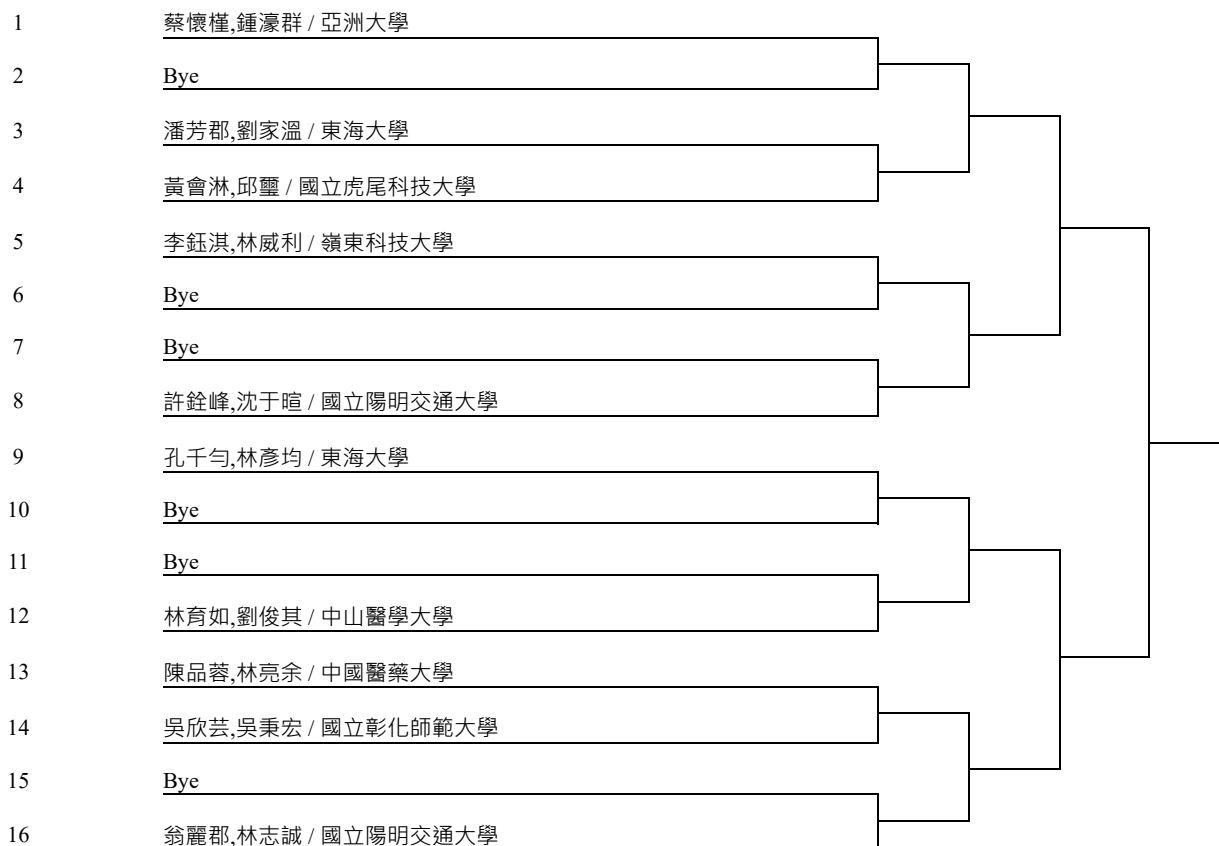 1 蔡懷槿,鍾濠群 / 亞洲大學
2 Bye
3 潘芳郡,劉家溫 / 東海大學
4 黃會淋,邱璽 / 國立虎尾科技大學
5 李鈺淇,林威利 / 嶺東科技大學
6 Bye
7 Bye
8 許銓峰,沈于暄 / 國立陽明交通大學
9 孔千勻,林彥均 / 東海大學
10 Bye
11 Bye
12 林育如,劉俊其 / 中山醫學大學
13 陳品蓉,林亮余 / 中國醫藥大學
14 吳欣芸,吳秉宏 / 國立彰化師範大學
15 Bye
16 翁麗郡,林志誠 / 國立陽明交通大學